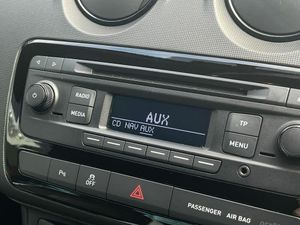 RADIO
MEDIA
AUX
CD NAV AUX
TP
MENU
P
OFF
PASSENGER AIR BAG